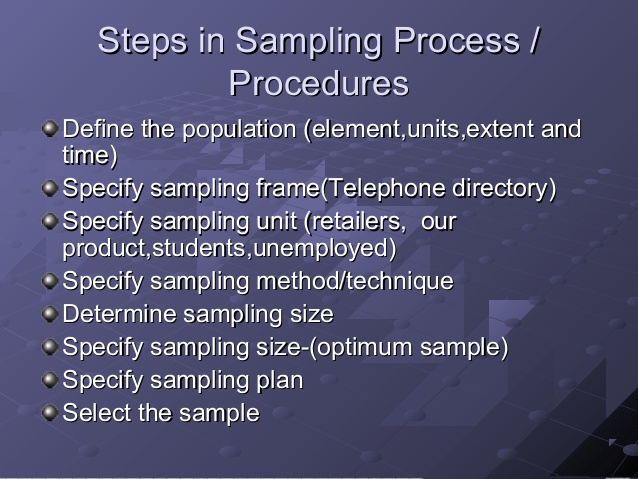 Steps in Sampling Process /
Procedures
Define the population (element,units,extent and
time)
Specify sampling frame(Telephone directory)
Specify sampling unit (retailers, our
product,students,unemployed)
Specify sampling method/technique
Determine sampling size
Specify sampling size-(optimum sample)
Specify sampling plan
Select the sample